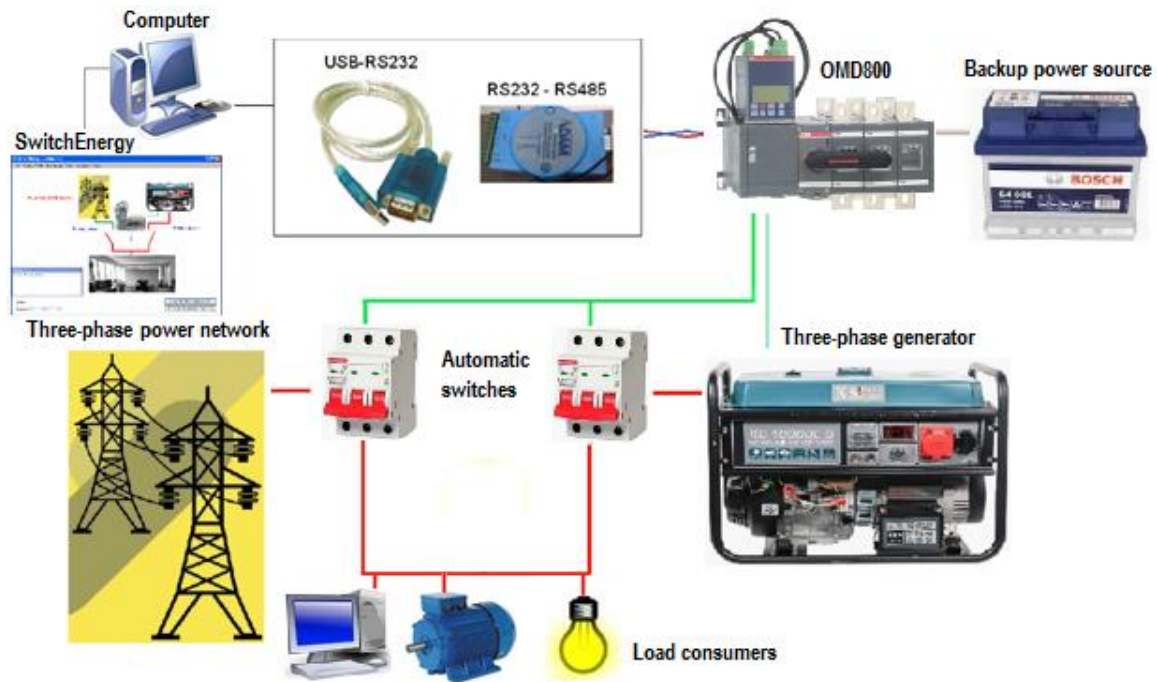 Computer
USB-RS232
RS232 - RS485
OMD800
Backup power source
BOSCH
SwitchEnergy
Three-phase power network
Automatic
switches
Three-phase generator
Load consumers